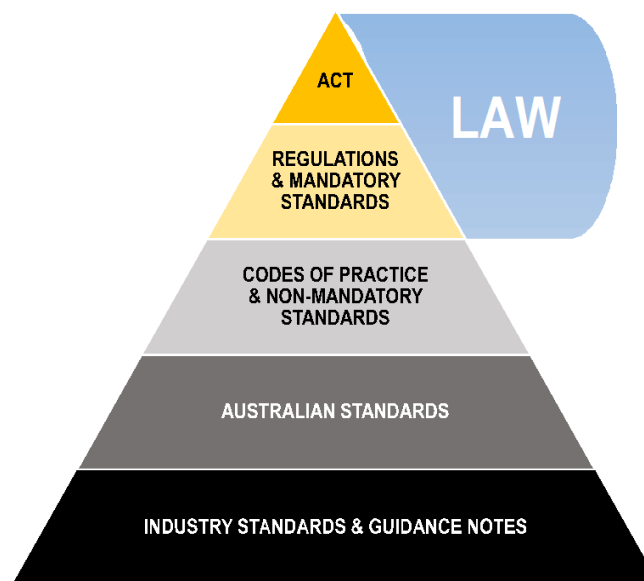 ACT
LAW
REGULATIONS
& MANDATORY
STANDARDS
CODES OF PRACTICE
& NON-MANDATORY
STANDARDS
AUSTRALIAN STANDARDS
INDUSTRY STANDARDS & GUIDANCE NOTES